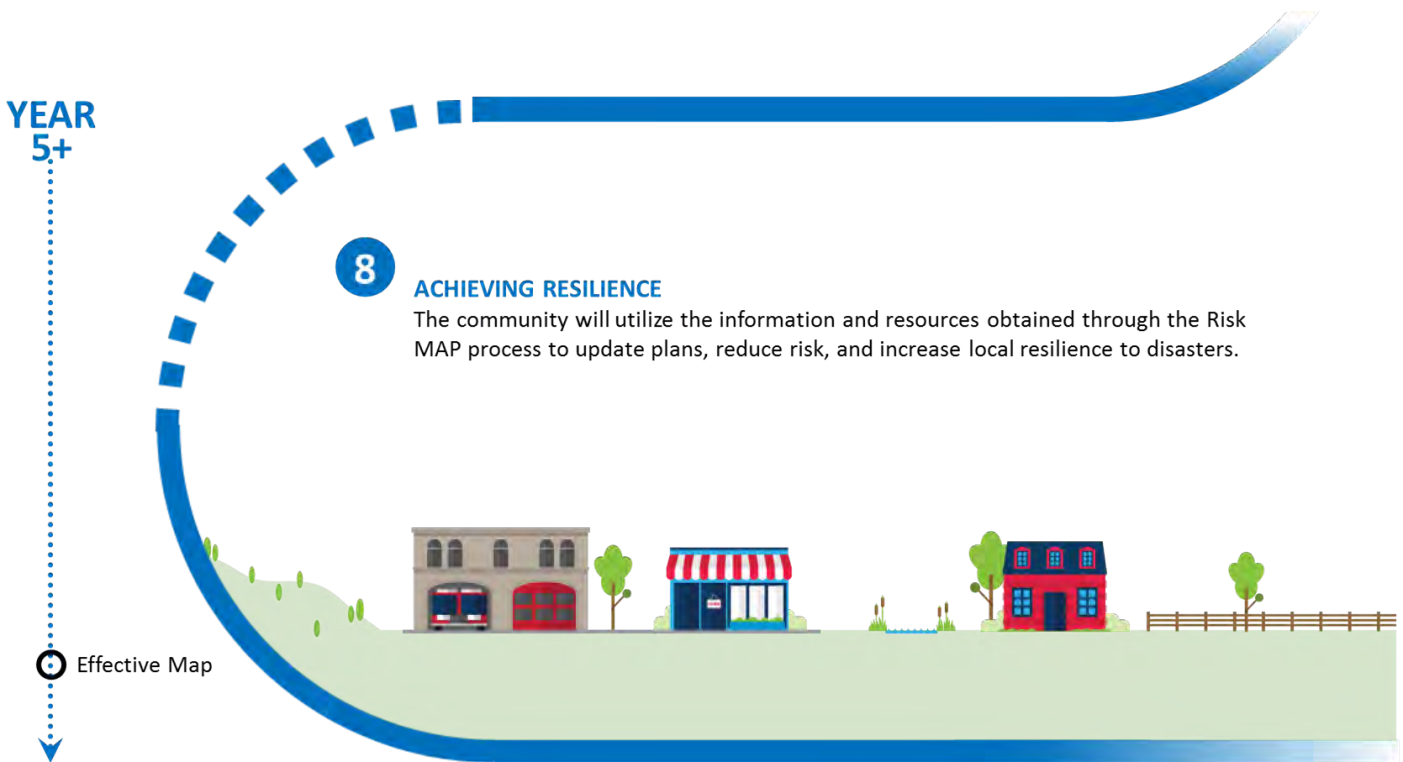 YEAR
5+
8
ACHIEVING RESILIENCE
The community will utilize the information and resources obtained through the Risk
MAP process to update plans, reduce risk, and increase local resilience to disasters.
Effective Map